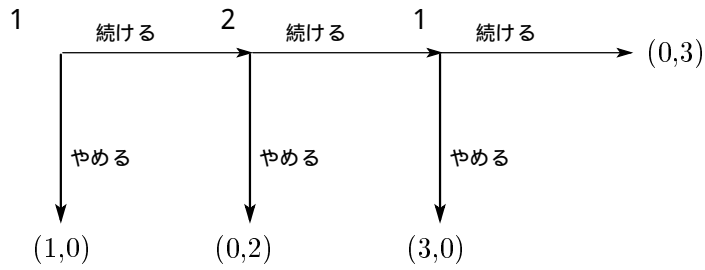 1 2 1
続ける 続ける 続ける
(0,3)
やめる やめる やめる
(1,0) (0,2) (3,0)